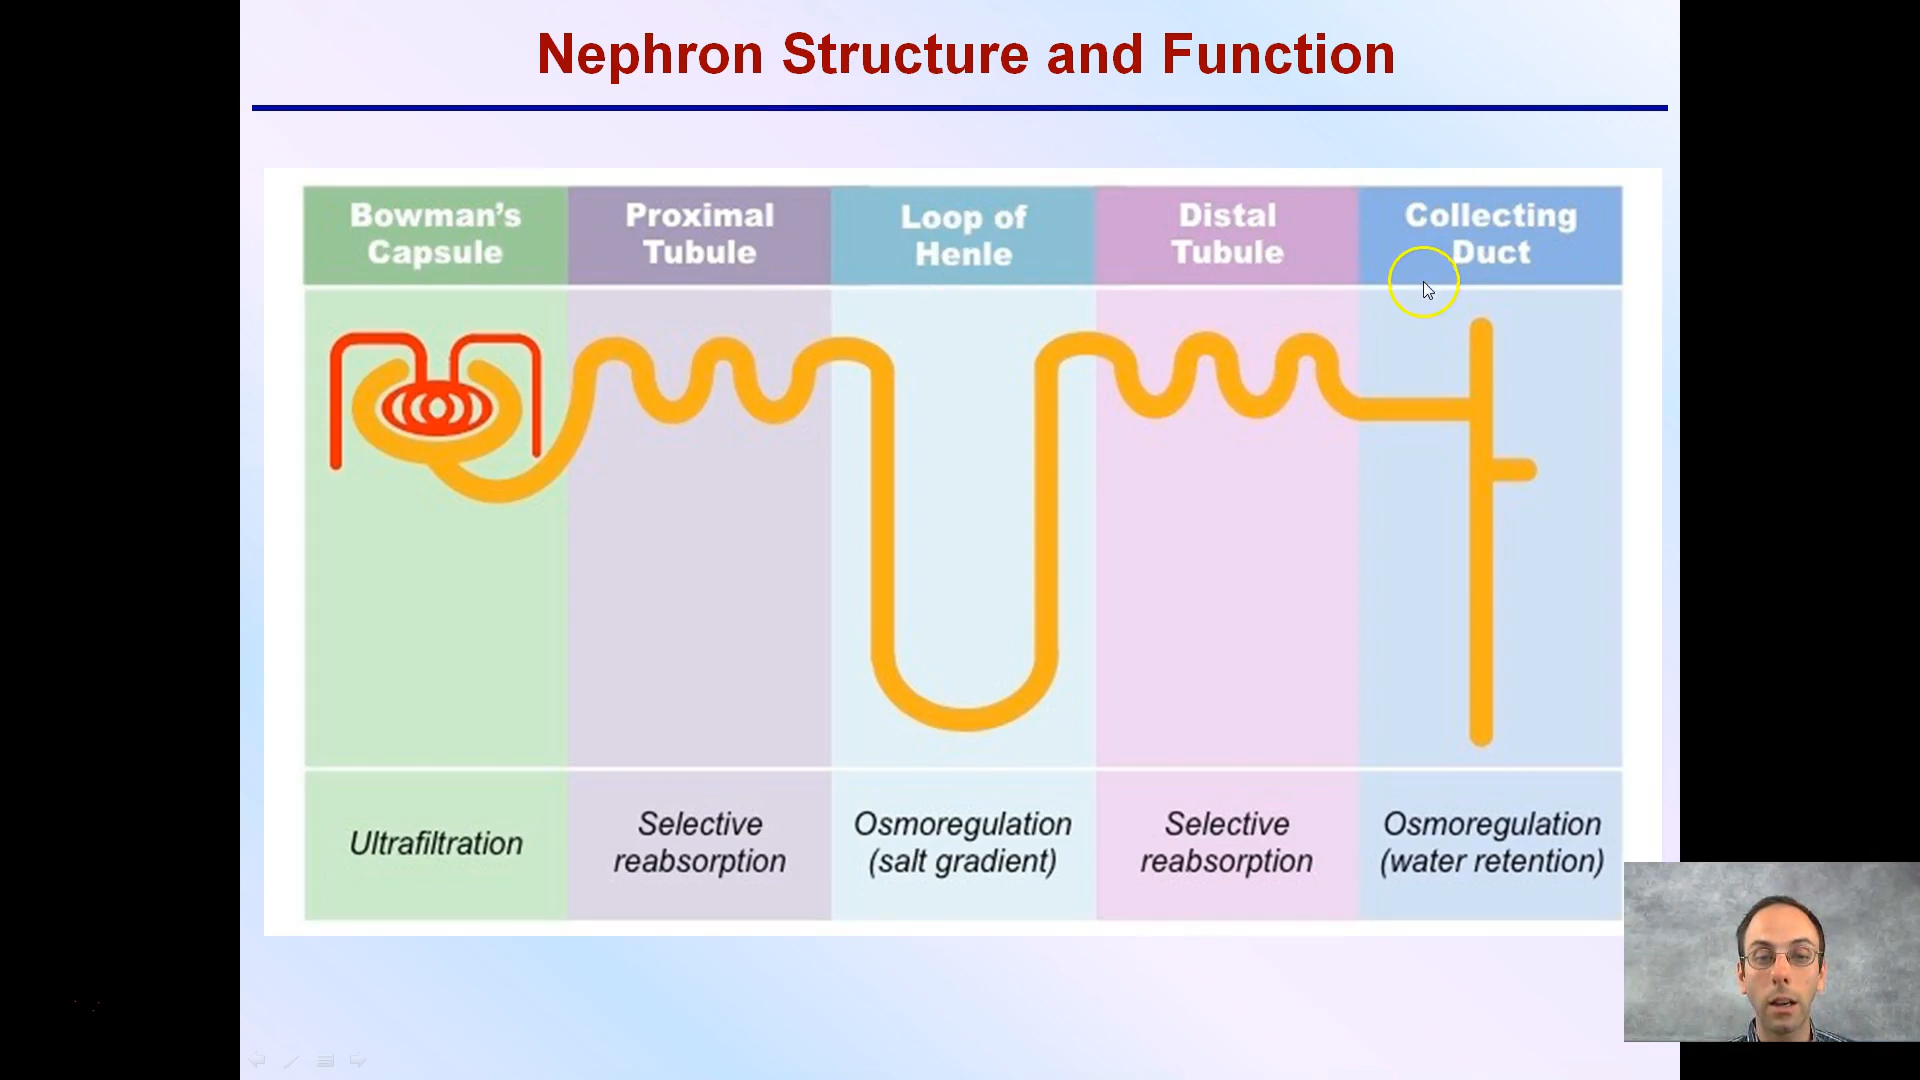 Nephron Structure and Function
Bowman's
Capsule
Proximal
Tubule
Loop of
Henle
Distal
Tubule
Collecting
Duct
Ultrafiltration
Selective
reabsorption
Osmoregulation
(salt gradient)
Selective
reabsorption
Osmoregulation
(water retention)